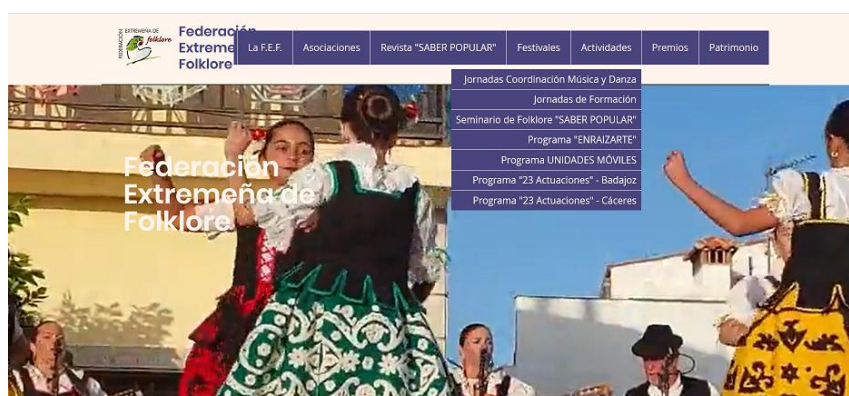 FEDERACIÓN
EXTREMEÑA DE
folklore
Federación
Extreme
Folklore
La F.E.F.
Asociaciones
Revista "SABER POPULAR"
Festivales
Actividades
Premios
Patrimonio
Jornadas Coordinación Música y Danza
Jornadas de Formación
Seminario de Folklore "SABER POPULAR"
Programa "ENRAIZARTE"
Programa UNIDADES MÓVILES
Programa "23 Actuaciones" - Badajoz
Programa "23 Actuaciones" - Cáceres
Federación
Extremeña de
Folklore